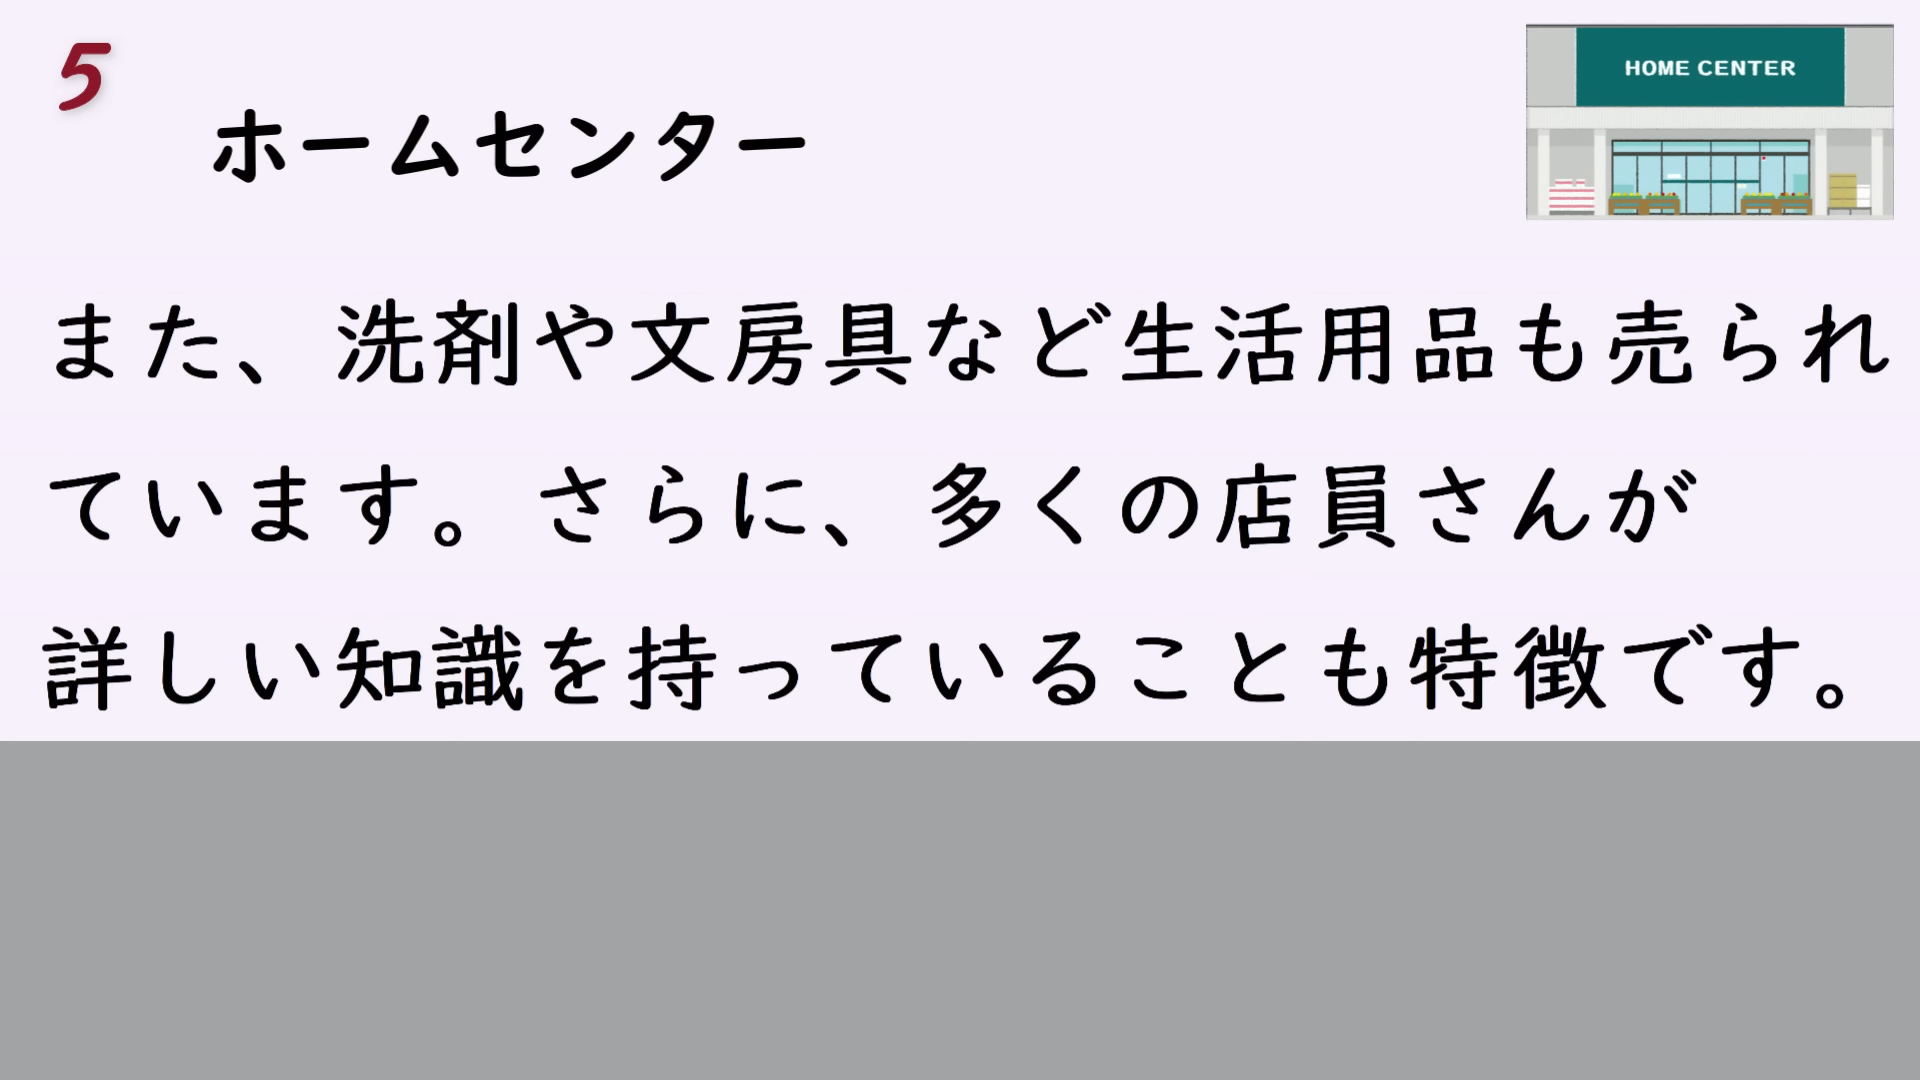 5
ホームセンター
HOME CENTER
また、洗剤や文房具など生活用品も売られ
ています。さらに、多くの店員さんが
詳しい知識を持っていることも特徴です。